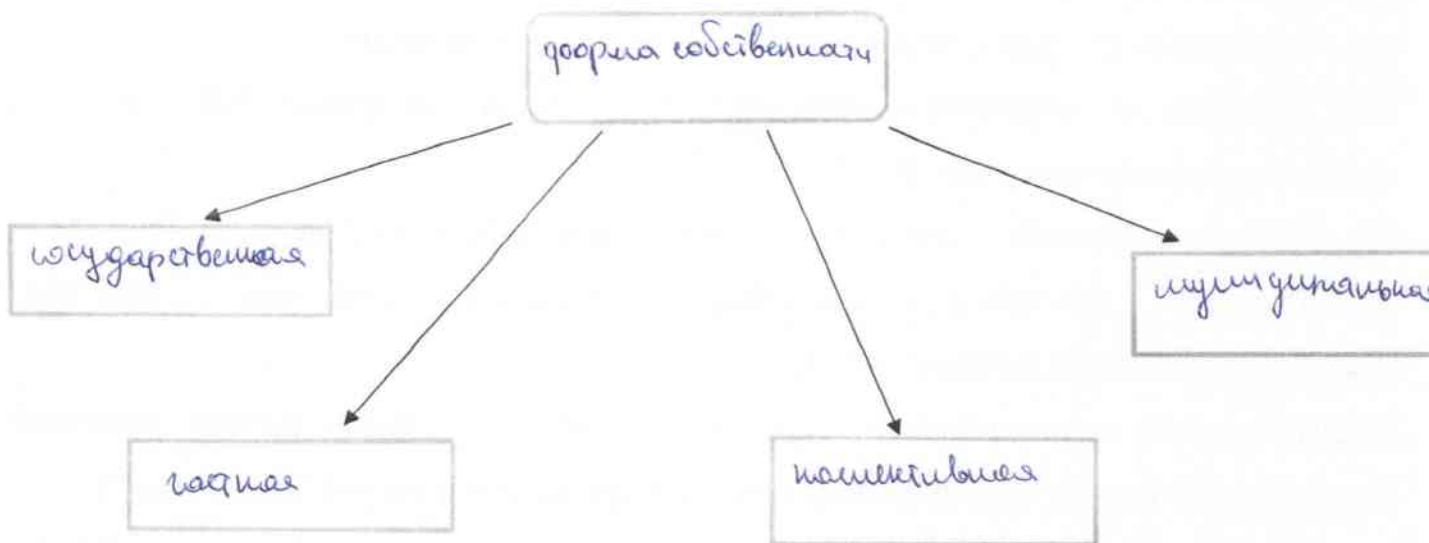 форма собственности
государственная
муниципальная
частная
коллективная